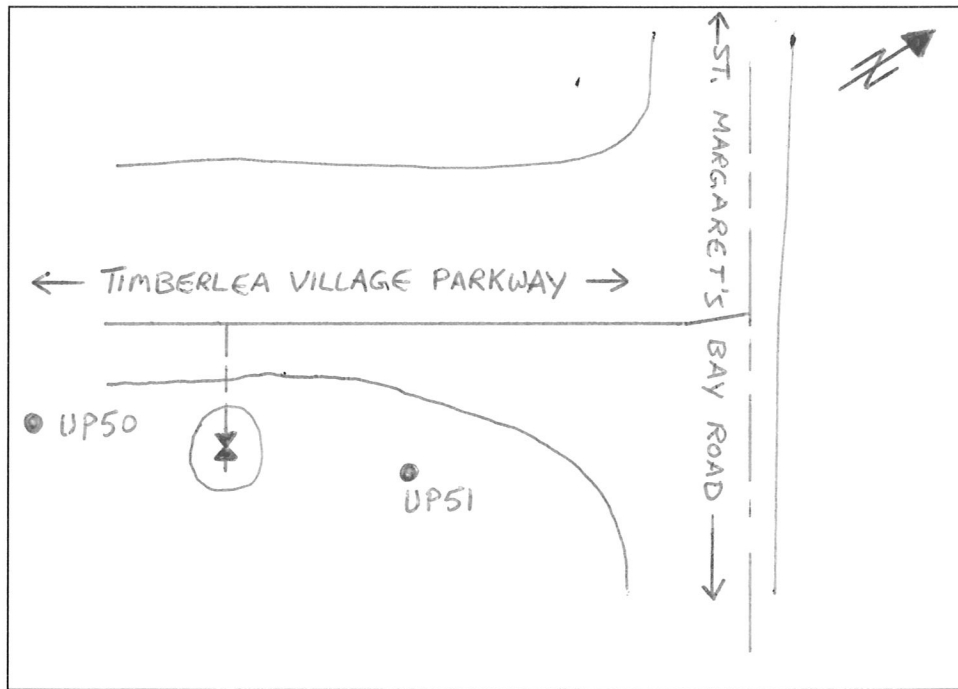 ST. MARGARET'S BAY ROAD
N
TIMBERLEA VILLAGE PARKWAY
UP50
UP51